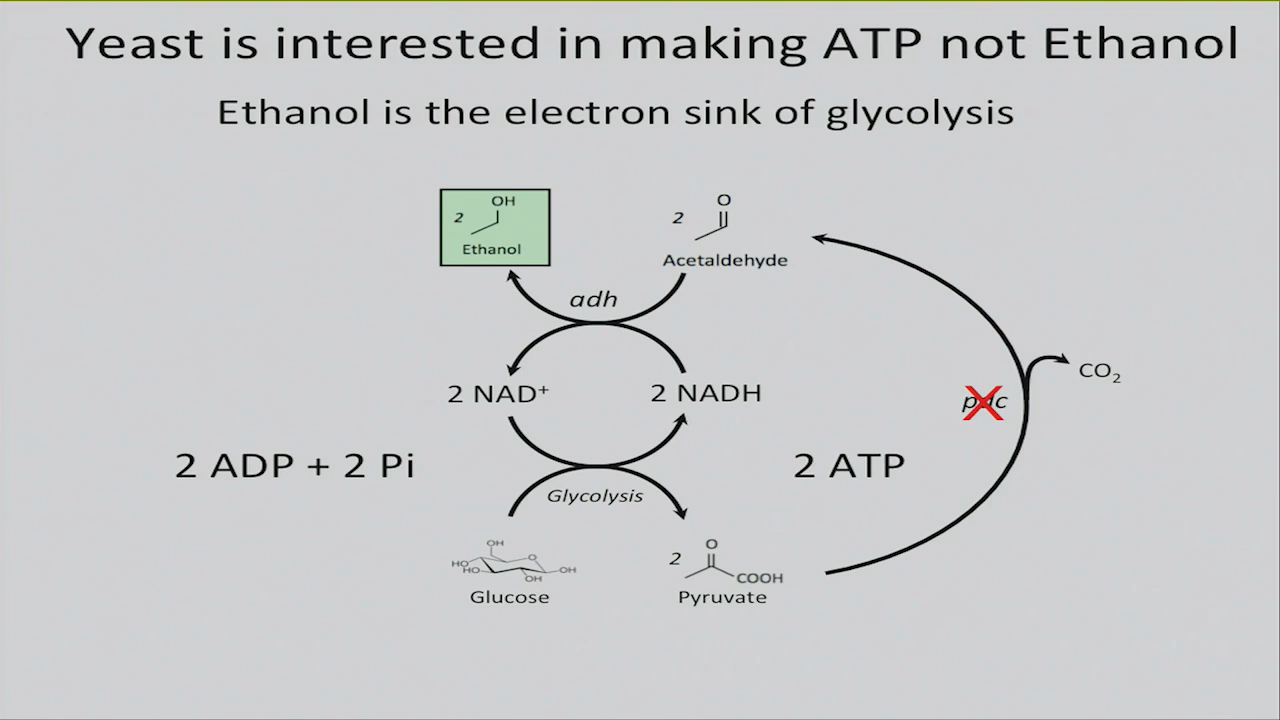 Yeast is interested in making ATP not Ethanol
Ethanol is the electron sink of glycolysis
OH
2
Ethanol
O
2
Acetaldehyde
adh
CO2
2 NAD+
2 NADH
pdc
2 ADP + 2 Pi
2 ATP
Glycolysis
OH
HO
HO
O
OH
OH
Glucose
O
2
COOH
Pyruvate